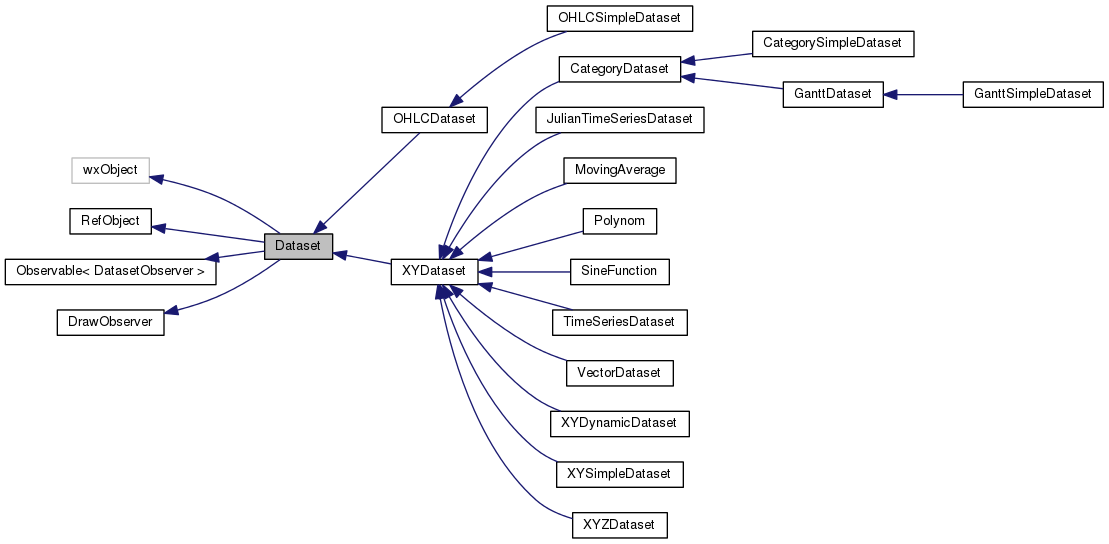 OHLCSimpleDataset
CategorySimpleDataset
CategoryDataset
GanttDataset
GanttSimpleDataset
OHLCDataset
JulianTimeSeriesDataset
wxObject
MovingAverage
RefObject
Polynom
Dataset
Observable< DatasetObserver >
XYDataset
SineFunction
DrawObserver
TimeSeriesDataset
VectorDataset
XYDynamicDataset
XYSimpleDataset
XYZDataset